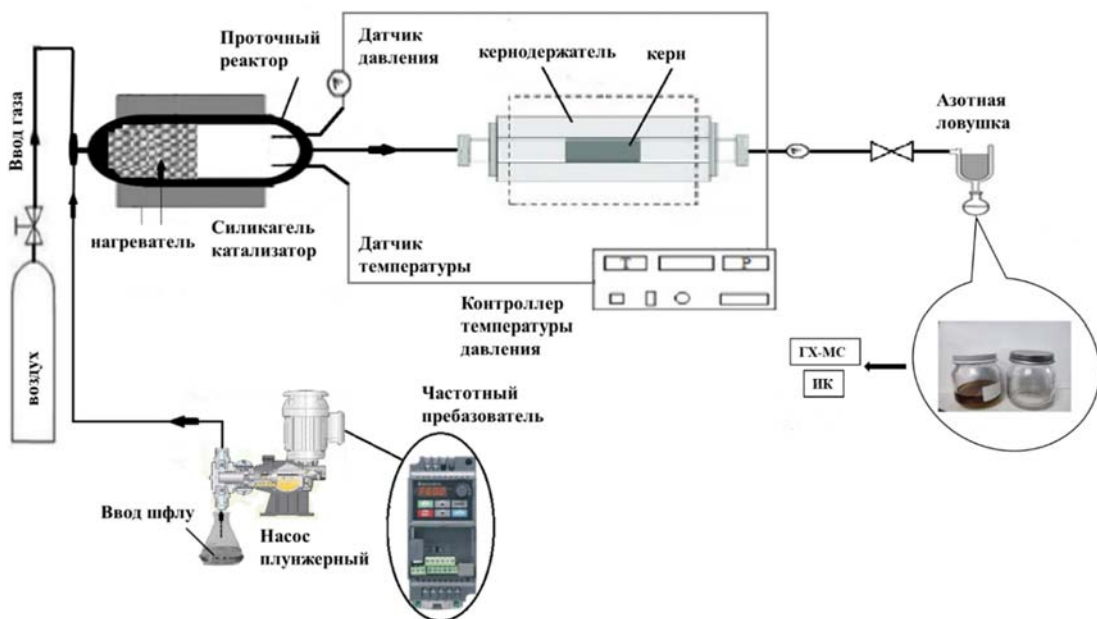 Проточный
реактор
Датчик
давления
кернодержатель
керн
Азотная
ловушка
Ввод газа
нагреватель
Силикагель
катализатор
Датчик
температуры
T
P
Контроллер
температуры
давления
воздух
ГХ-МС
ИК
Частотный
пребазователь
Ввод шфлу
Насос
плунжерный